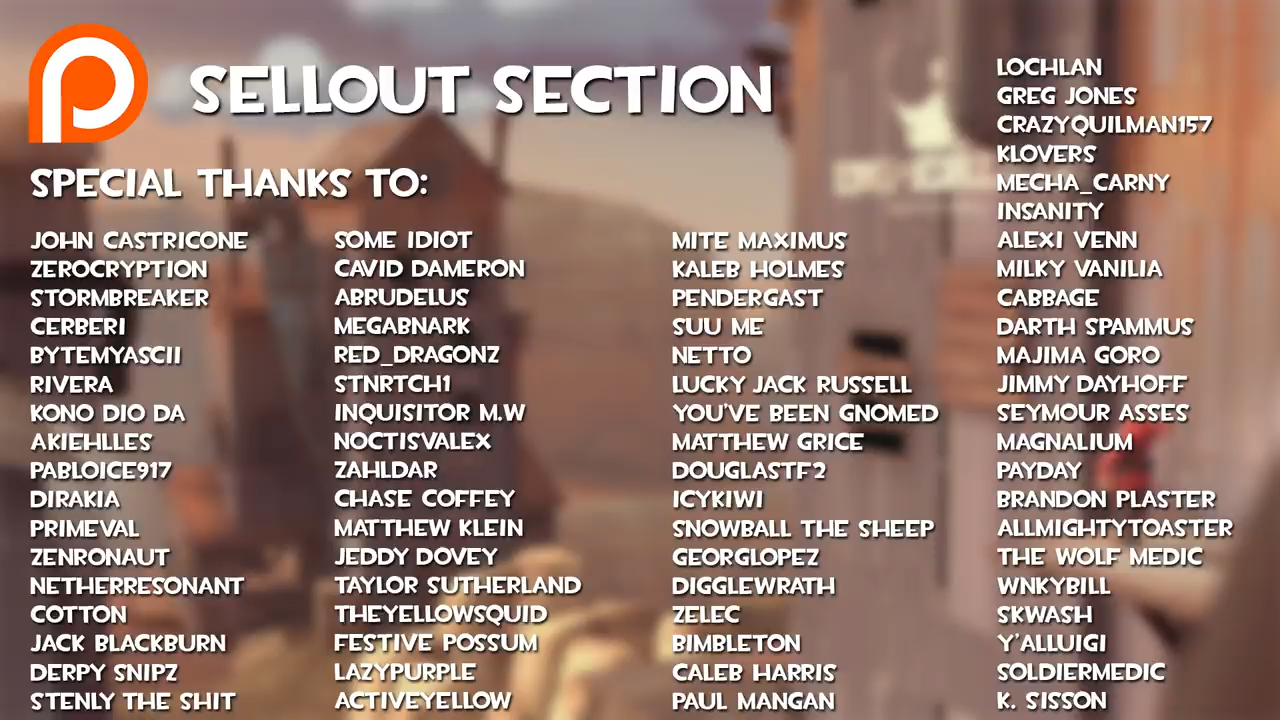 SELLOUT SECTION
SPECIAL THANKS TO:
JOHN CASTRICONE
ZEROCRYPTION
STORMBREAKER
CERBERI
BYTEMYASCII
RIVERA
KONO DIO DA
AKIEHLLES
PABLOICE917
DIRAKIA
PRIMEVAL
ZENRONAUT
NETHERRESONANT
COTTON
JACK BLACKBURN
DERPY SNIPZ
STENLY THE SHIT
SOME IDIOT
CAVID DAMERON
ABRUDELUS
MEGABNARK
RED_DRAGONZ
STNRTCH1
INQUISITOR M.W
NOCTISVALEX
ZAHLDAR
CHASE COFFEY
MATTHEW KLEIN
JEDDY DOVEY
TAYLOR SUTHERLAND
THEYELLOWSQUID
FESTIVE POSSUM
LAZYPURPLE
ACTIVEYELLOW
MITE MAXIMUS
KALEB HOLMES
PENDERGAST
SUU ME
NETTO
LUCKY JACK RUSSELL
YOU'VE BEEN GNOMED
MATTHEW GRICE
DOUGLASTF2
ICYKIWI
SNOWBALL THE SHEEP
GEORGLOPEZ
DIGGLEWRATH
ZELEC
BIMBLETON
CALEB HARRIS
PAUL MANGAN
LOCHLAN
GREG JONES
CRAZYQUILMAN157
KLOVERS
MECHA_CARNY
INSANITY
ALEXI VENN
MILKY VANILIA
CABBAGE
DARTH SPAMMUS
MAJIMA GORO
JIMMY DAYHOFF
SEYMOUR ASSES
MAGNALIUM
PAYDAY
BRANDON PLASTER
ALLMIGHTYTOASTER
THE WOLF MEDIC
WNKYBILL
SKWASH
Y'ALLUIGI
SOLDIERMEDIC
K. SISSON